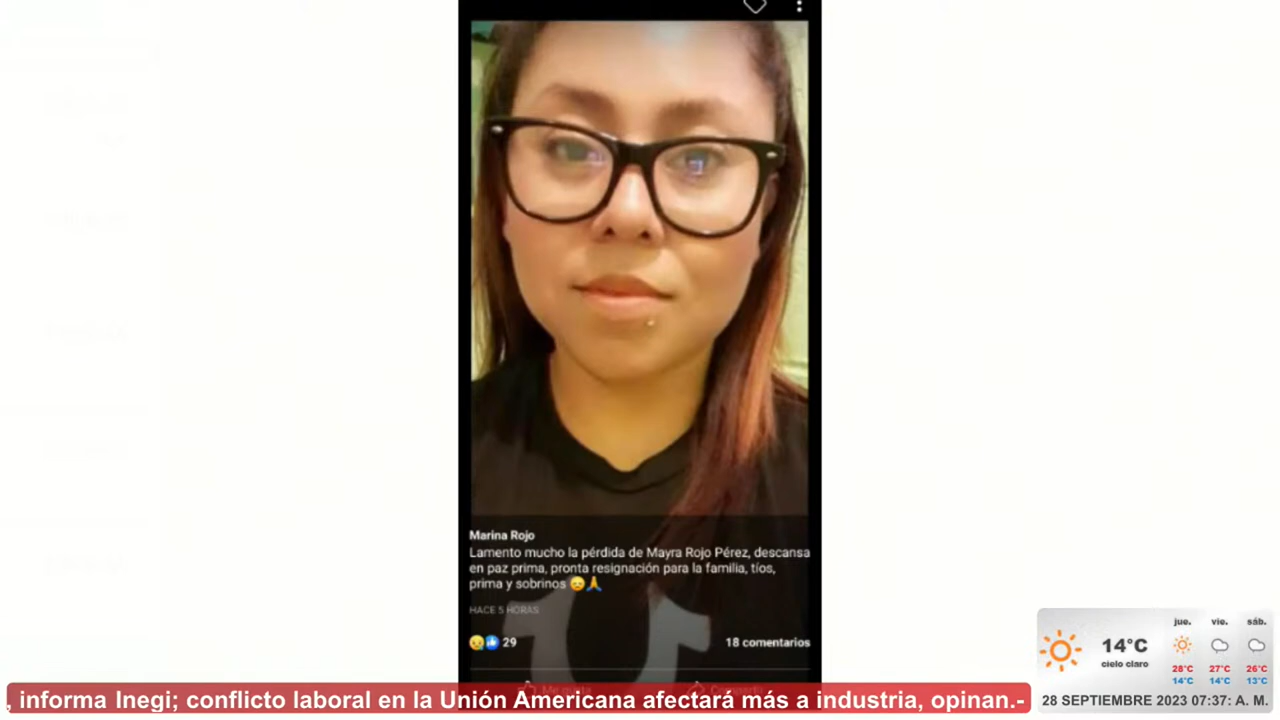 Marina Rojo
Lamento mucho la pérdida de Mayra Rojo Pérez, descansa
en paz prima, pronta resignación para la familia, tíos,
prima y sobrinos 😞🙏
HACE 5 HORAS
29
18 comentarios
, informa Inegi; conflicto laboral en la Unión Americana afectará más a industria, opinan.-
14°C
cielo claro
jue. vie. sáb.
28°C 27°C 26°C
14°C 14°C 13°C
28 SEPTIEMBRE 2023 07:37: A. M.